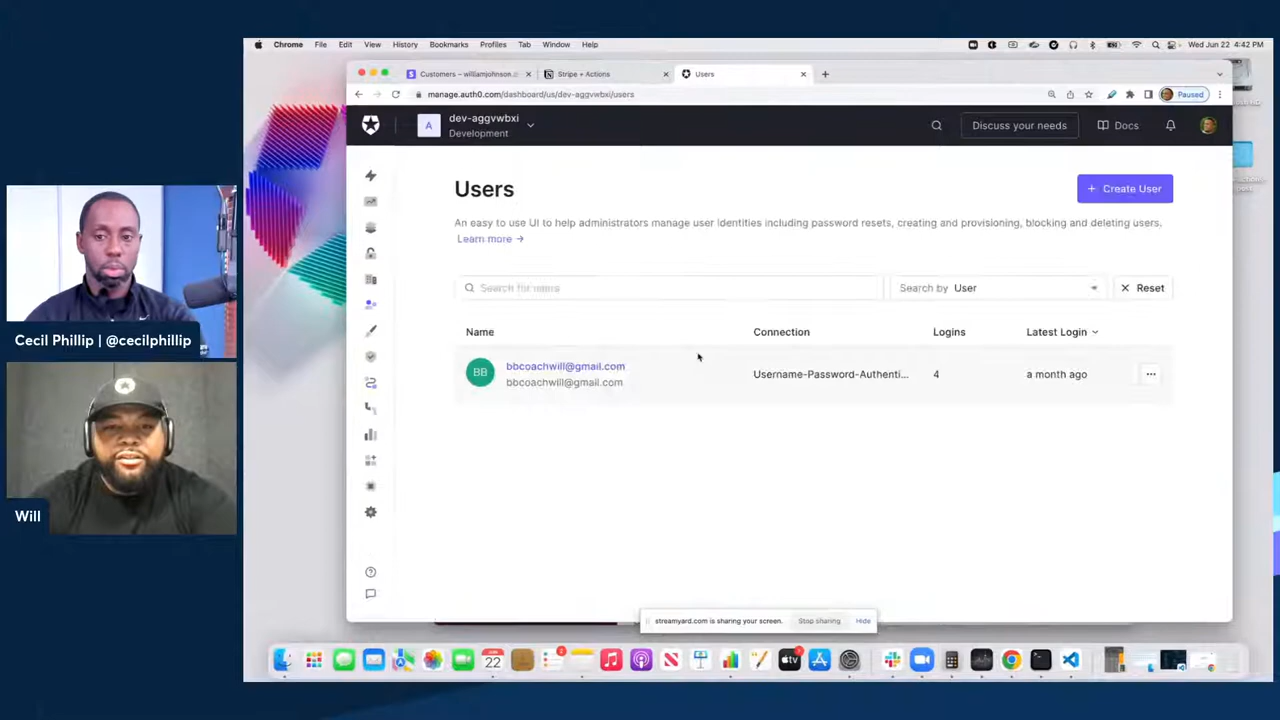 Chrome File Edit View History Bookmarks Profiles Tab Window Help Wed Jun 22 4:42 PM
Customers – williamjohnson. Stripe + Actions Users
manage.auth0.com/dashboard/us/dev-aggvwbxi/users Paused
A dev-aggvwbxi
Development
Discuss your needs Docs
Users
+ Create User
An easy to use UI to help administrators manage user identities including password resets, creating and provisioning, blocking and deleting users.
Learn more →
Search for users Search by User Reset
Name Connection Logins Latest Login
BB bbcoachwill@gmail.com
bbcoachwill@gmail.com
Username-Password-Authenti... 4 a month ago ...
Cecil Phillip | @cecilphillip
Will
streamyard.com is sharing your screen. Stop sharing Hide
JUN
22
tv